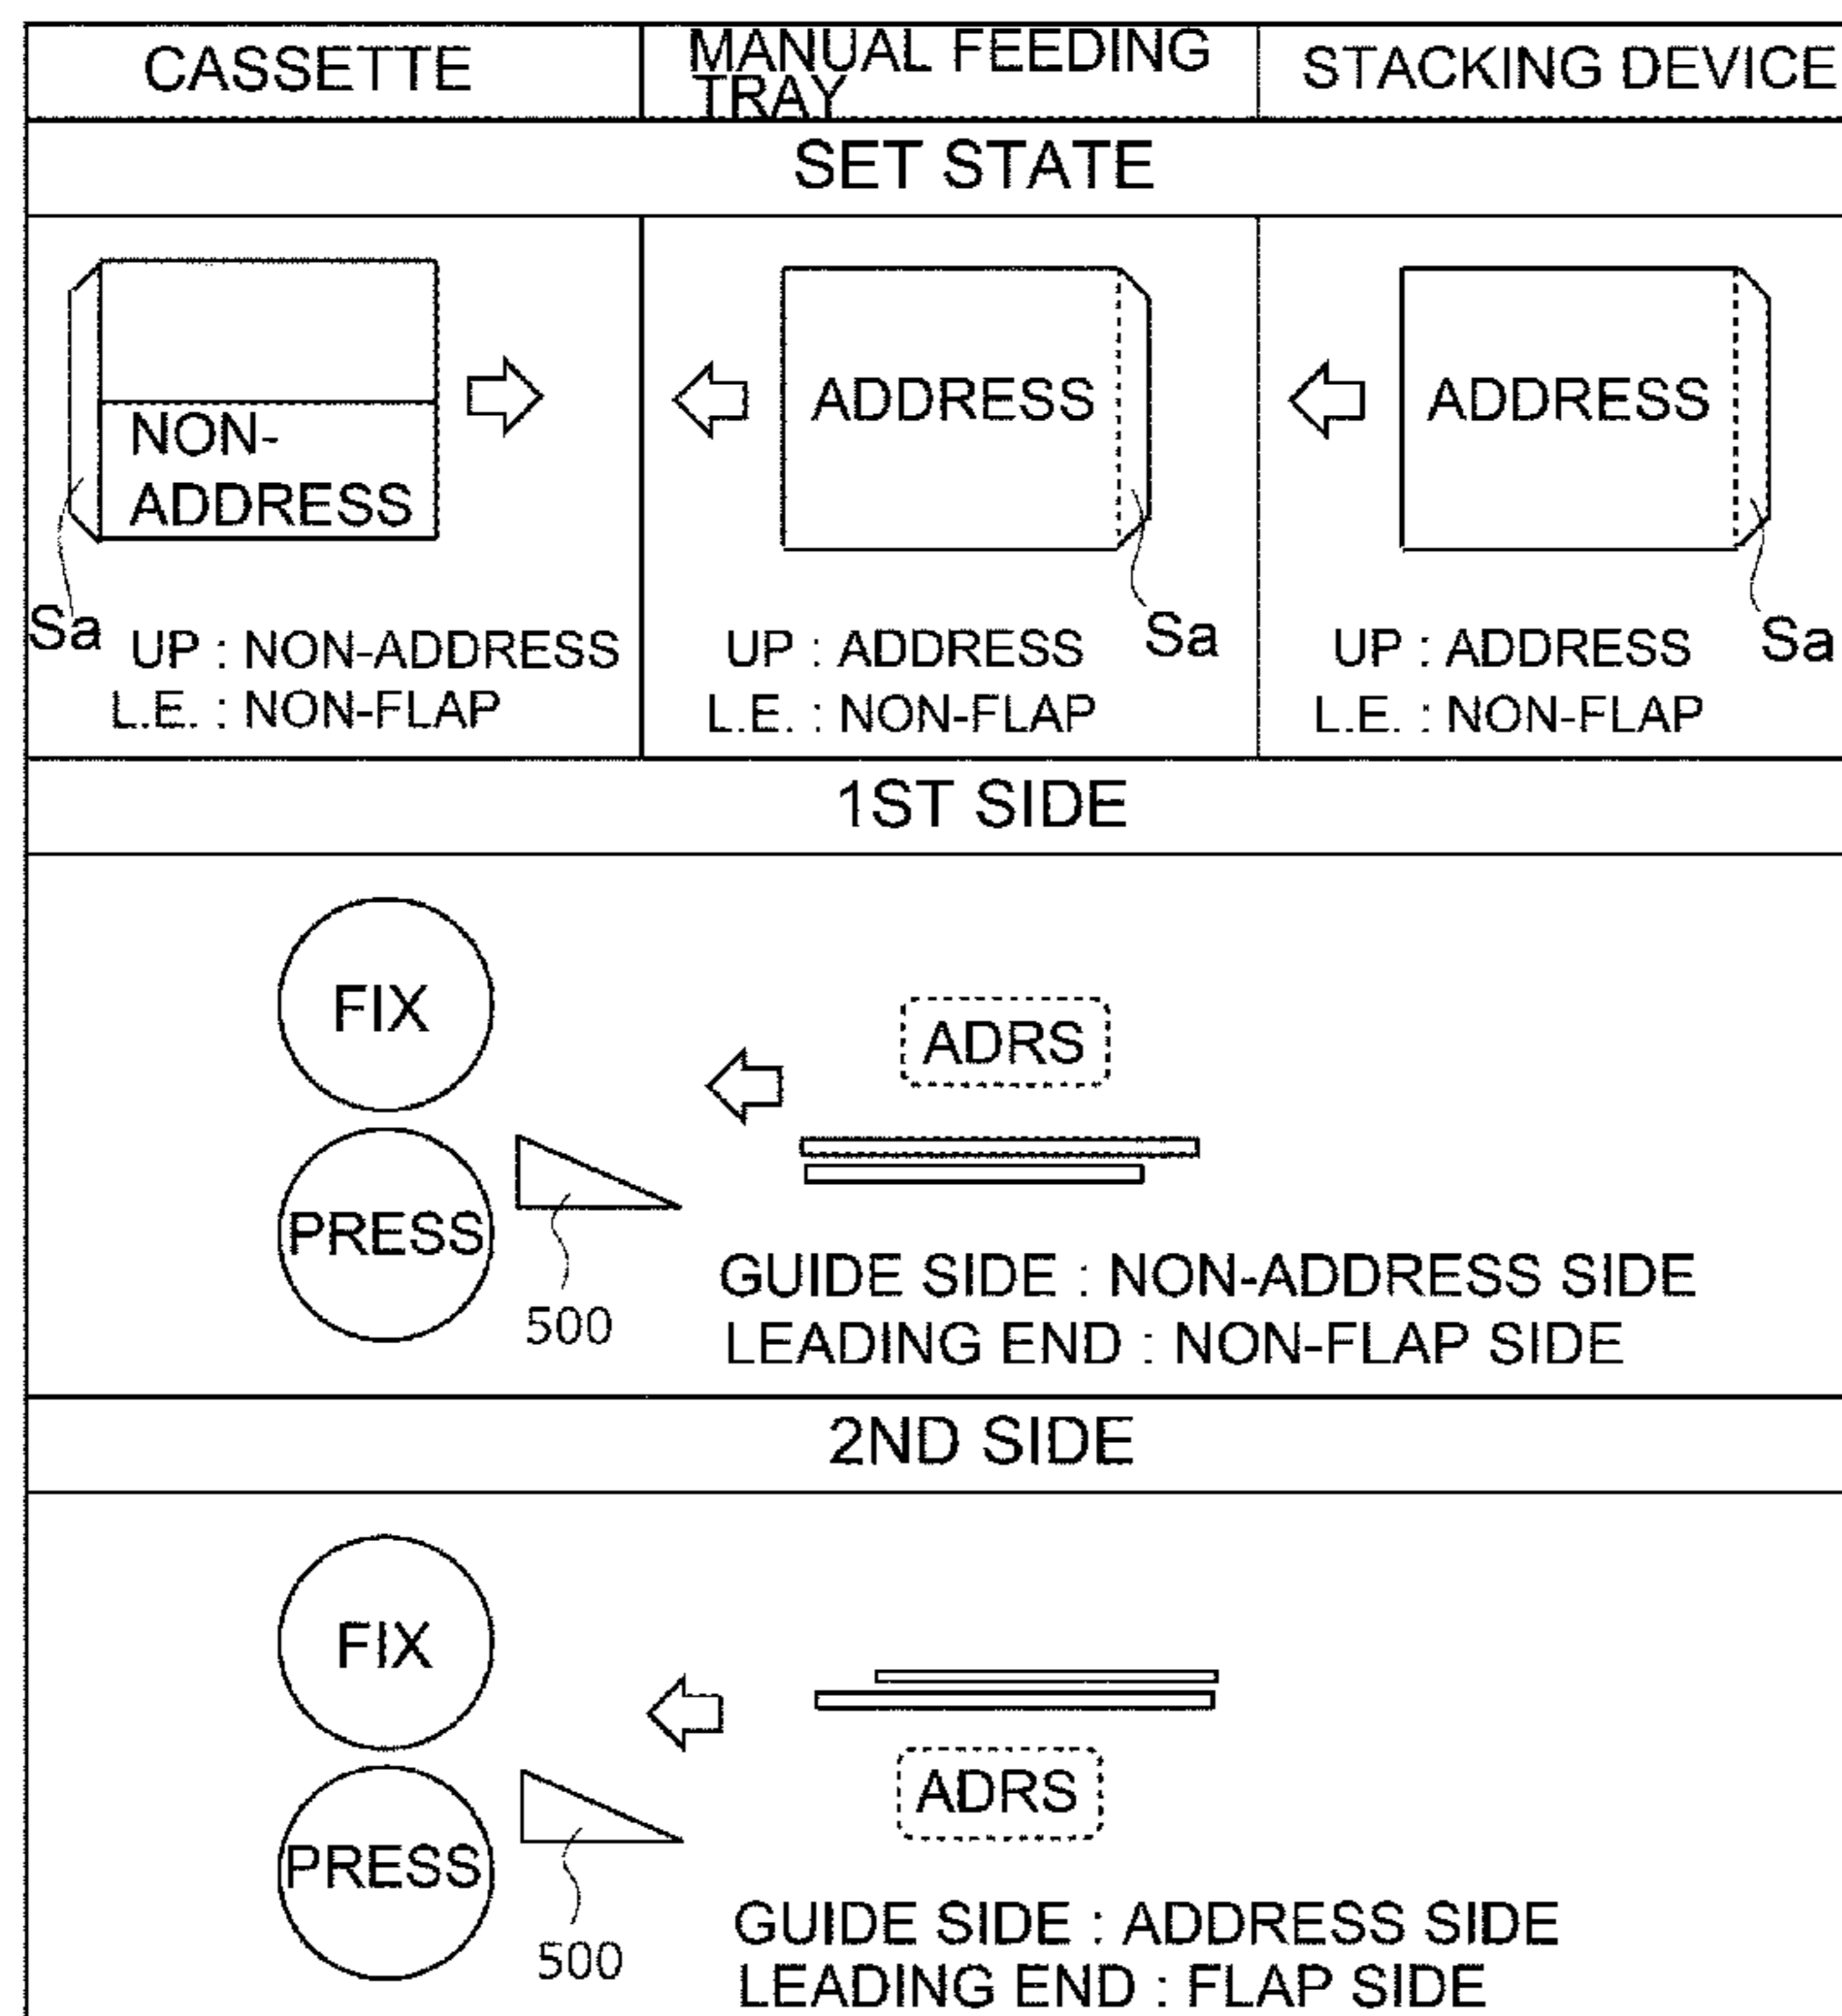 CASSETTE
MANUAL FEEDING
TRAY
STACKING DEVICE
SET STATE
NON-
ADDRESS
Sa
UP : NON-ADDRESS
L.E. : NON-FLAP
ADDRESS
Sa
UP : ADDRESS
L.E. : NON-FLAP
ADDRESS
Sa
UP : ADDRESS
L.E. : NON-FLAP
1ST SIDE
FIX
ADRS
PRESS
500
GUIDE SIDE : NON-ADDRESS SIDE
LEADING END : NON-FLAP SIDE
2ND SIDE
FIX
ADRS
PRESS
500
GUIDE SIDE : ADDRESS SIDE
LEADING END : FLAP SIDE